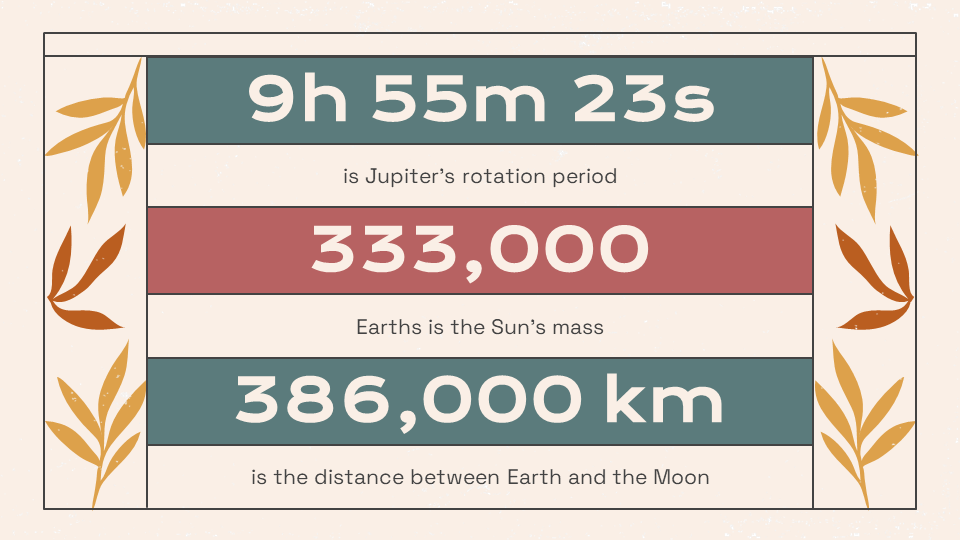 9h 55m 23s
is Jupiter’s rotation period
333,000
Earths is the Sun’s mass
386,000 km
is the distance between Earth and the Moon